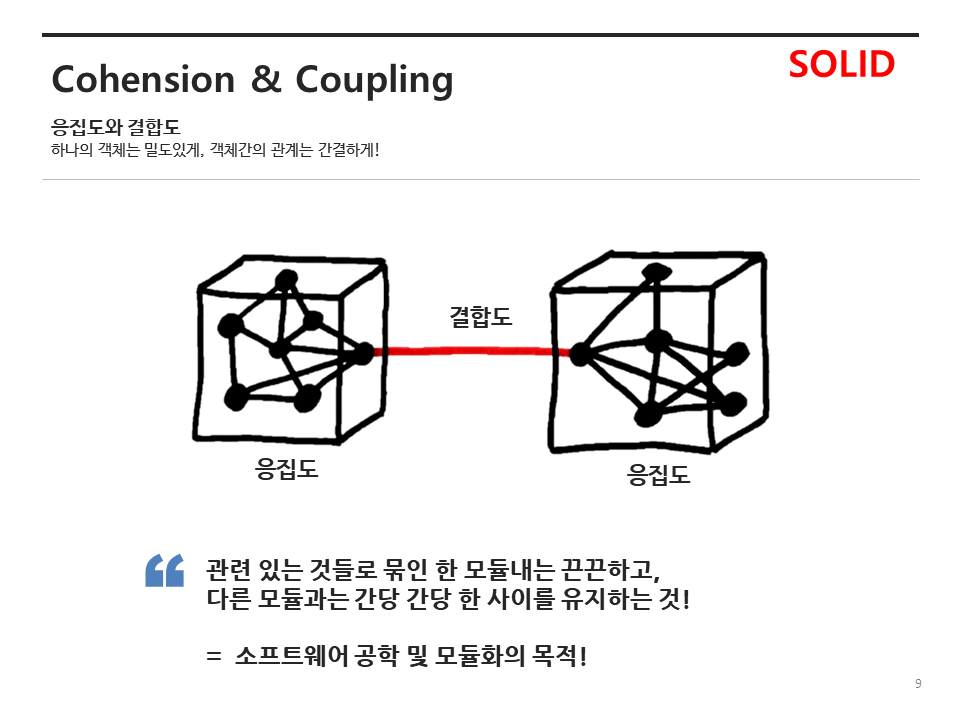 SOLID
Cohension & Coupling
응집도와 결합도
하나의 객체는 밀도있게, 객체간의 관계는 간결하게!
결합도
응집도
응집도
“
관련 있는 것들로 묶인 한 모듈내는 끈끈하고,
다른 모듈과는 간당 간당 한 사이를 유지하는 것!
= 소프트웨어 공학 및 모듈화의 목적!
9